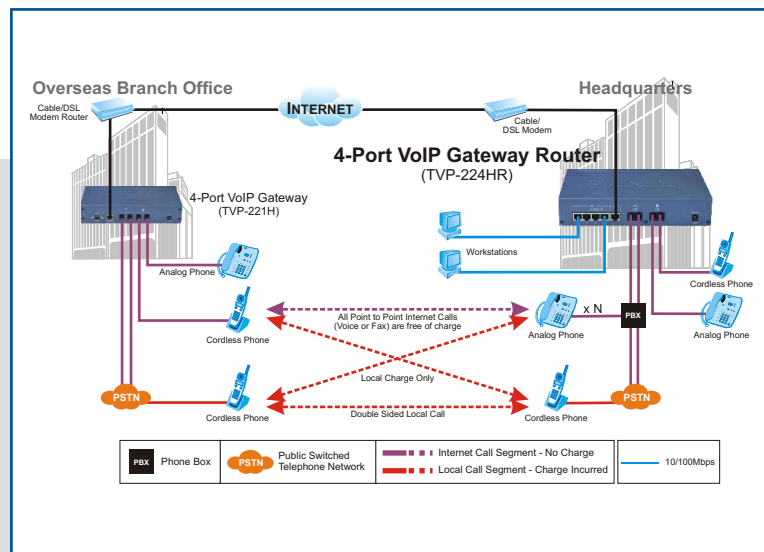 Overseas Branch Office
Headquarters
Cable/DSL
Modem Router
INTERNET
Cable/
DSL Modem
4-Port VoIP Gateway Router
(TVP-224HR)
4-Port VoIP Gateway
(TVP-221H)
Workstations
Analog Phone
Cordless Phone
All Point to Point Internet Calls
(Voice or Fax) are free of charge
Cordless Phone
x N
Analog Phone
PBX
Analog Phone
Local Charge Only
PSTN
Cordless Phone
Double Sided Local Call
Cordless Phone
PSTN
PBX
Phone Box
PSTN
Public Switched
Telephone Network
Internet Call Segment - No Charge
Local Call Segment - Charge Incurred
10/100Mbps